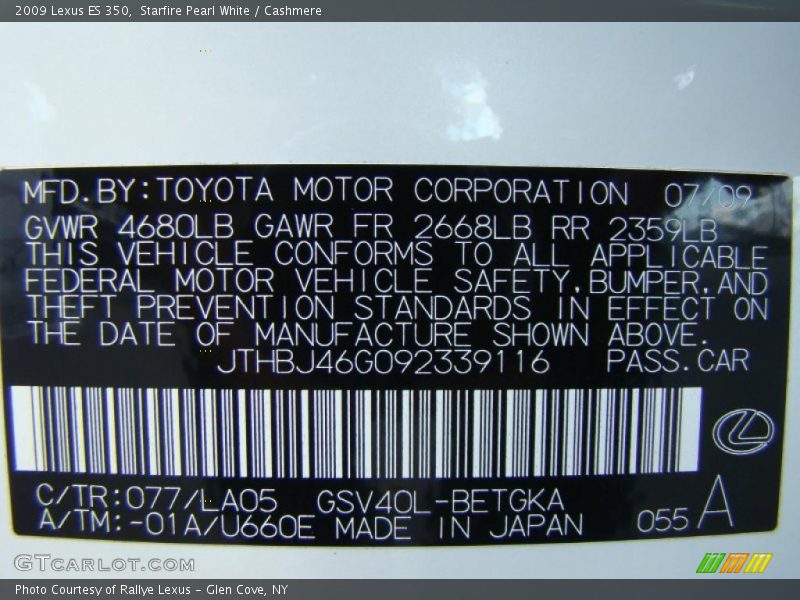 2009 Lexus ES 350,  Starfire Pearl White / Cashmere
MFD.BY:TOYOTA MOTOR CORPORATION 07/09
GVWR 4680LB GAWR FR 2668LB RR 2359LB
THIS VEHICLE CONFORMS TO ALL APPLICABLE
FEDERAL MOTOR VEHICLE SAFETY,BUMPER,AND
THEFT PREVENTION STANDARDS IN EFFECT ON
THE DATE OF MANUFACTURE SHOWN ABOVE.
JTHBJ46G092339116 PASS.CAR
C/TR:077/LA05 GSV40L-BETGKA
A/TM:-01A/U660E MADE IN JAPAN 055 A
GTCARLOT.COM
Photo Courtesy of Rallye Lexus - Glen Cove, NY